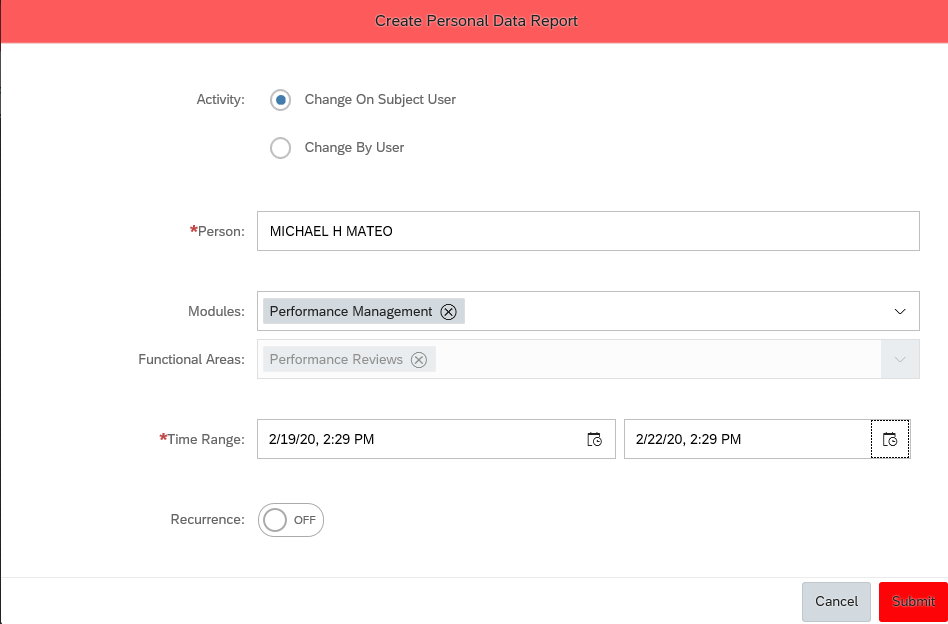 Create Personal Data Report
Activity: Change On Subject User
Change By User
*Person: MICHAEL H MATEO
Modules: Performance Management
Functional Areas: Performance Reviews
*Time Range: 2/19/20, 2:29 PM 2/22/20, 2:29 PM
Recurrence: OFF
Cancel Submit